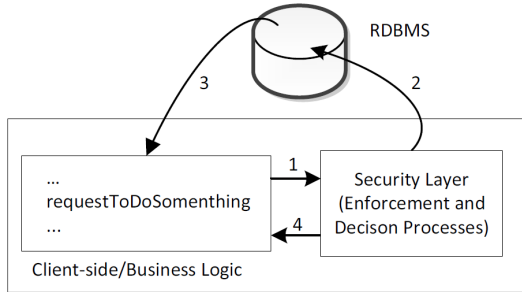 RDBMS
3
2
1
...
requestToDoSomenthing
...
Security Layer
(Enforcement and
Decison Processes)
4
Client-side/Business Logic